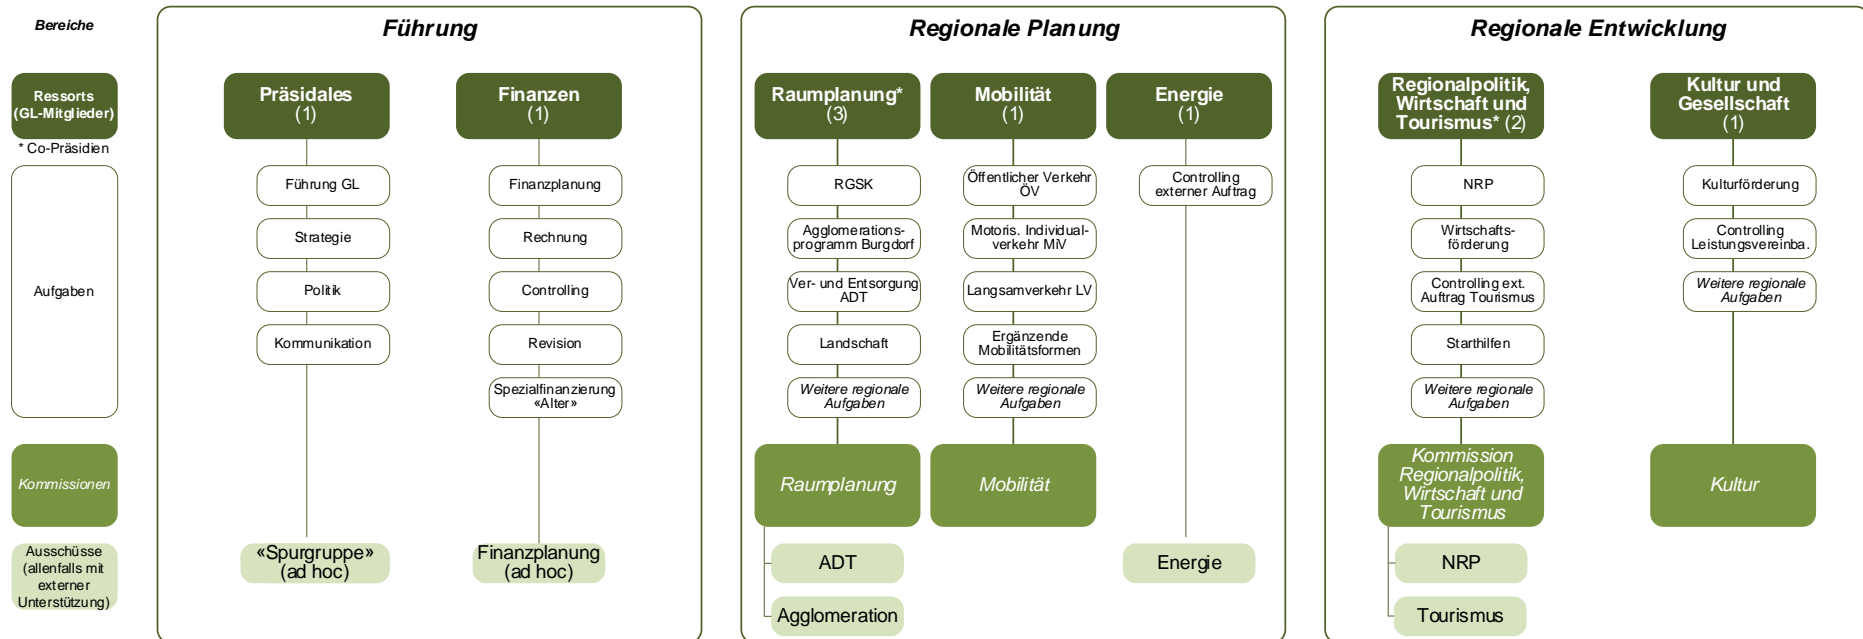 Bereiche
Führung
Regionale Planung
Regionale Entwicklung
Ressorts
(GL-Mitglieder)
* Co-Präsidien
Präsidales
(1)
Finanzen
(1)
Raumplanung*
(3)
Mobilität
(1)
Energie
(1)
Regionalpolitik,
Wirtschaft und
Tourismus* (2)
Kultur und
Gesellschaft
(1)
Aufgaben
Führung GL
Strategie
Politik
Kommunikation
Finanzplanung
Rechnung
Controlling
Revision
Spezialfinanzierung
«Alter»
RGSK
Agglomerations-
programm Burgdorf
Ver- und Entsorgung
ADT
Landschaft
Weitere regionale
Aufgaben
Öffentlicher Verkehr
ÖV
Motoris. Individual-
verkehr MiV
Langsamverkehr LV
Ergänzende
Mobilitätsformen
Weitere regionale
Aufgaben
Controlling
externer Auftrag
NRP
Wirtschafts-
förderung
Controlling ext.
Auftrag Tourismus
Starthilfen
Weitere regionale
Aufgaben
Kulturförderung
Controlling
Leistungsvereinba.
Weitere regionale
Aufgaben
Kommissionen
Raumplanung
Mobilität
Kommission
Regionalpolitik,
Wirtschaft und
Tourismus
Kultur
Ausschüsse
(allenfalls mit
externer
Unterstützung)
«Spurgruppe»
(ad hoc)
Finanzplanung
(ad hoc)
ADT
Agglomeration
Energie
NRP
Tourismus